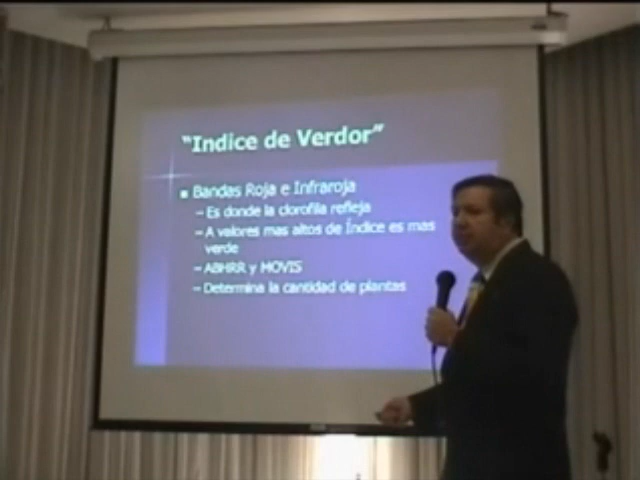 "Indice de Verdor"
Bandas Roja e Infraroja
– Es donde la clorofila refleja
– A valores mas altos de Índice es mas
verde
– ABHRR y MOVIS
– Determina la cantidad de plantas